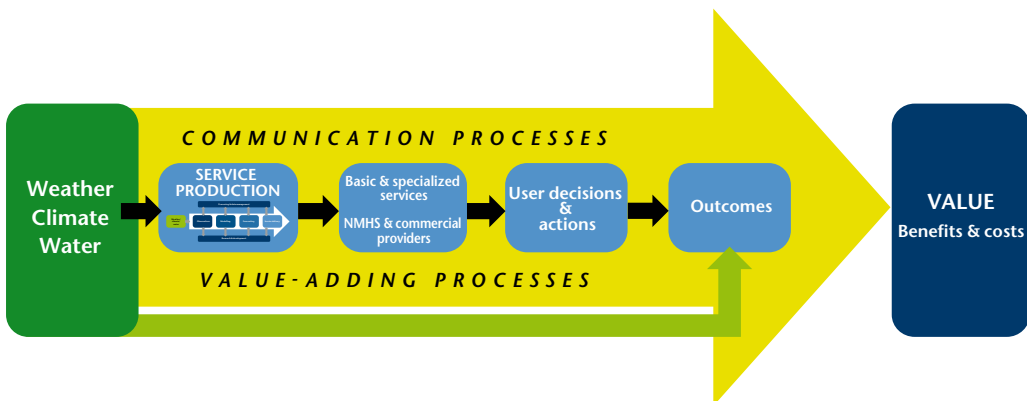 COMMUNICATION PROCESSES
Weather
Climate
Water
SERVICE
PRODUCTION
Basic & specialized
services
NMHS & commercial
providers
User decisions
&
actions
Outcomes
VALUE
Benefits & costs
VALUE-ADDING PROCESSES